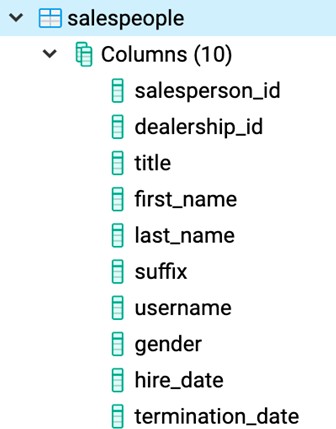 salespeople
Columns (10)
salesperson_id
dealership_id
title
first_name
last_name
suffix
username
gender
hire_date
termination_date